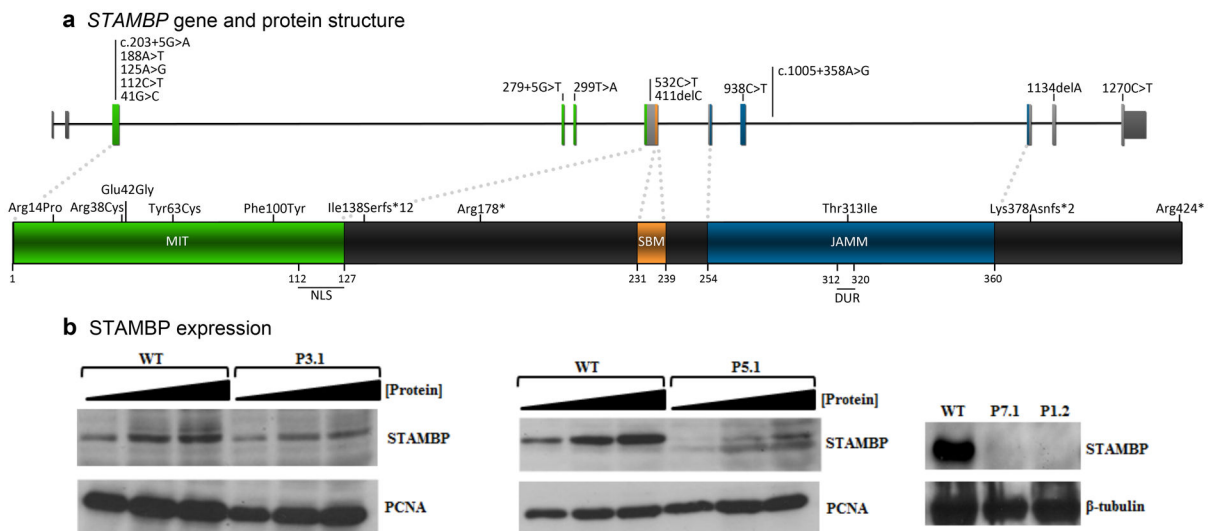 a STAMBP gene and protein structure
c.203+5G>A
188A>T
125A>G
112C>T
41G>C
279+5G>T
299T>A
532C>T
411delC
938C>T
c.1005+358A>G
1134delA
1270C>T
Arg14Pro
Arg38Cys
Glu42Gly
Tyr63Cys
Phe100Tyr
Ile138Serfs*12
Arg178*
Thr313Ile
Lys378Asnfs*2
Arg424*
MIT
SBM
JAMM
1
112
127
231
239
254
312
320
360
NLS
DUR
b STAMBP expression
WT
P3.1
[Protein]
STAMBP
PCNA
WT
P5.1
[Protein]
STAMBP
PCNA
WT P7.1 P1.2
STAMBP
β-tubulin